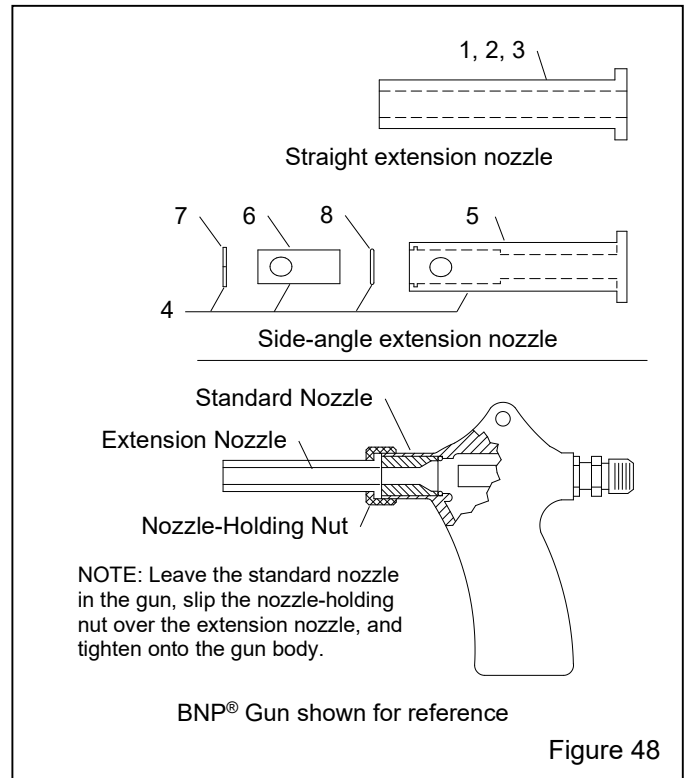 1, 2, 3
Straight extension nozzle
7 6 8 5
4
Side-angle extension nozzle
Standard Nozzle
Extension Nozzle
Nozzle-Holding Nut
NOTE: Leave the standard nozzle
in the gun, slip the nozzle-holding
nut over the extension nozzle, and
tighten onto the gun body.
BNP® Gun shown for reference
Figure 48